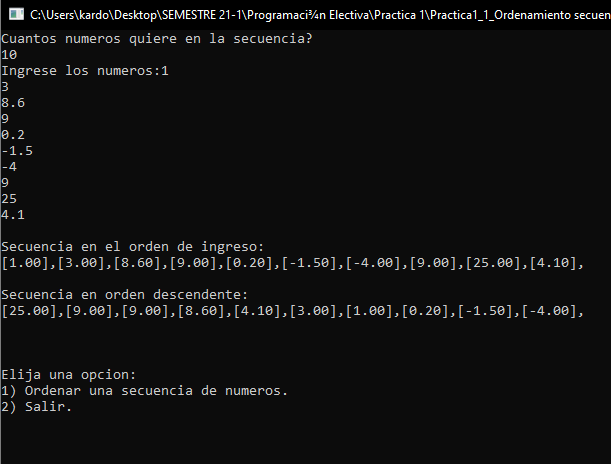 C:\Users\kardo\Desktop\SEMESTRE 21-1\Programaci¾n Electiva\Practica 1\Practica1_1_Ordenamiento secuen
Cuantos numeros quiere en la secuencia?
10
Ingrese los numeros:1
3
8.6
9
0.2
-1.5
-4
9
25
4.1
Secuencia en el orden de ingreso:
[1.00],[3.00],[8.60],[9.00],[0.20],[-1.50],[-4.00],[9.00],[25.00],[4.10],
Secuencia en orden descendente:
[25.00],[9.00],[9.00],[8.60],[4.10],[3.00],[1.00],[0.20],[-1.50],[-4.00],
Elija una opcion:
1) Ordenar una secuencia de numeros.
2) Salir.